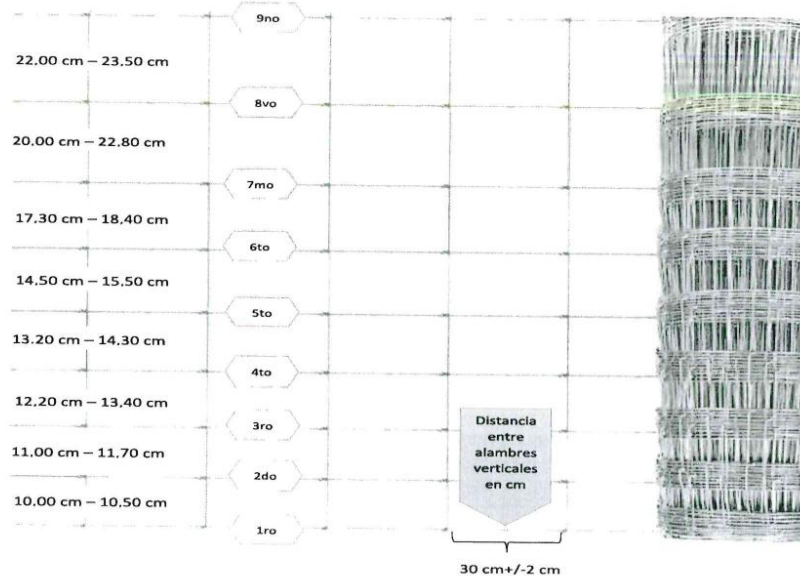 9no
22.00 cm – 23.50 cm
8vo
20.00 cm – 22.80 cm
7mo
17.30 cm – 18.40 cm
6to
14.50 cm – 15.50 cm
5to
13.20 cm – 14.30 cm
4to
12.20 cm – 13.40 cm
3ro
11.00 cm – 11.70 cm
2do
10.00 cm – 10.50 cm
1ro
Distancia
entre
alambres
verticales
en cm
30 cm+/-2 cm